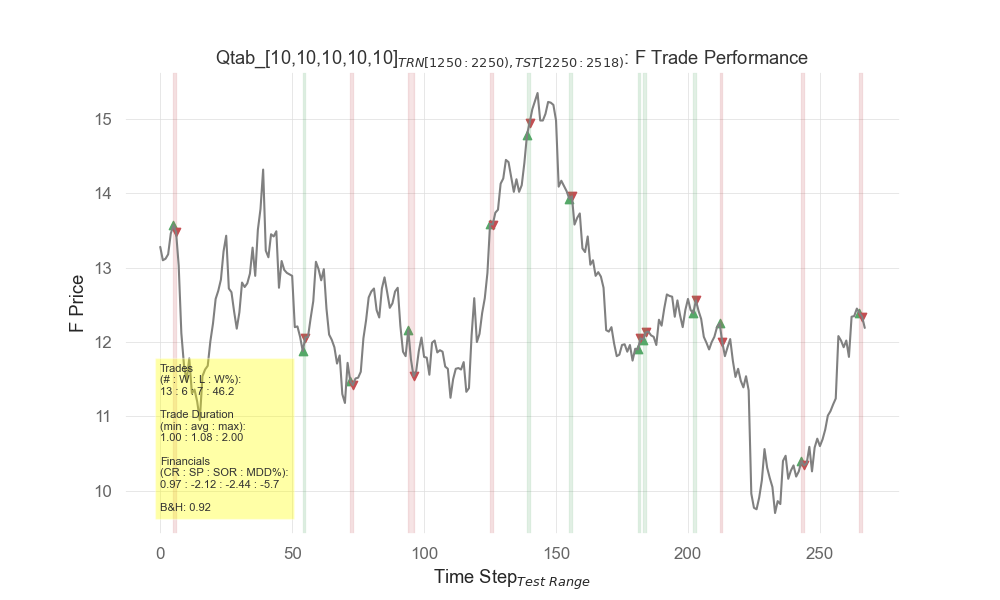 Qtab_[10,10,10,10,10]TRN[1250:2250),TST[2250:2518): F Trade Performance
15
14
13
12
11
10
F Price
Trades
(# : W : L : W%):
13 : 6 : 7 : 46.2
Trade Duration
(min : avg : max):
1.00 : 1.08 : 2.00
Financials
(CR : SP : SOR : MDD%):
0.97 : -2.12 : -2.44 : -5.7
B&H: 0.92
0 50 100 150 200 250
Time StepTest Range